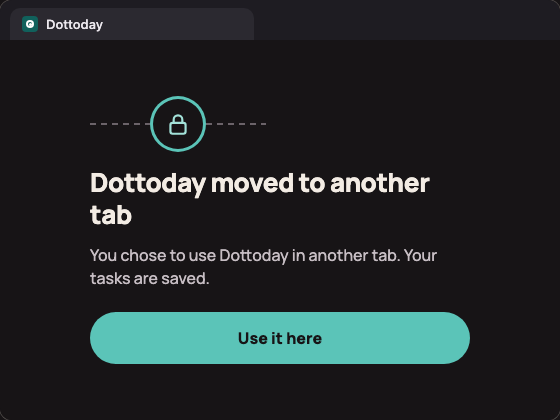 Dottoday
Dottoday moved to another
tab
You chose to use Dottoday in another tab. Your
tasks are saved.
Use it here